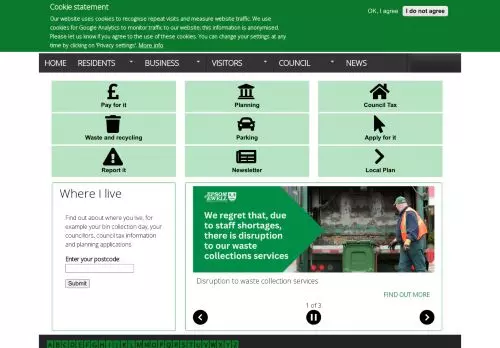 Cookie statement
Our website uses cookies to recognise repeat visits and measure website traffic. We use
cookies for Google Analytics to monitor traffic to our website; this information is anonymised.
Please let us know if you agree to the use of these cookies. You can change your settings at
any time by clicking on 'Privacy settings'. More info
OK, I agree
I do not agree
HOME
RESIDENTS
BUSINESS
VISITORS
COUNCIL
NEWS
Pay for it
Planning
Council Tax
Waste and recycling
Parking
Apply for it
Report it
Newsletter
Local Plan
Where I live
Find out about where you live, for
example your bin collection day, your
councillors, council tax information
and planning applications.
Enter your postcode:
Submit
EPSON
EWELL
We regret that, due
to staff shortages,
there is disruption
to our waste
collections services
Disruption to waste collection services
FIND OUT MORE
1 of 3
A B C D E F G H I J K L M N O P Q R S T U V W X Y Z